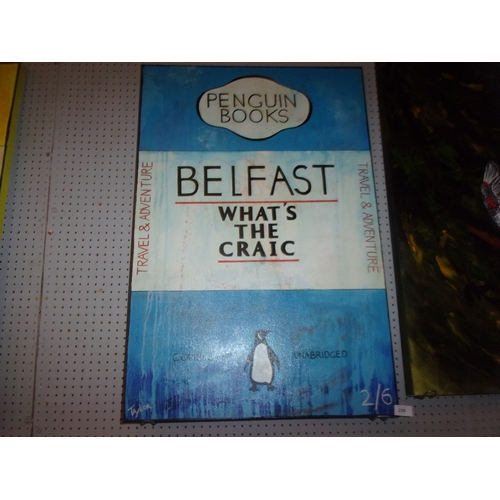 PENGUIN
BOOKS
BELFAST
WHAT'S
THE
CRAIC
TRAVEL & ADVENTURE
TRAVEL & ADVENTURE
UNABRIDGED
2/6